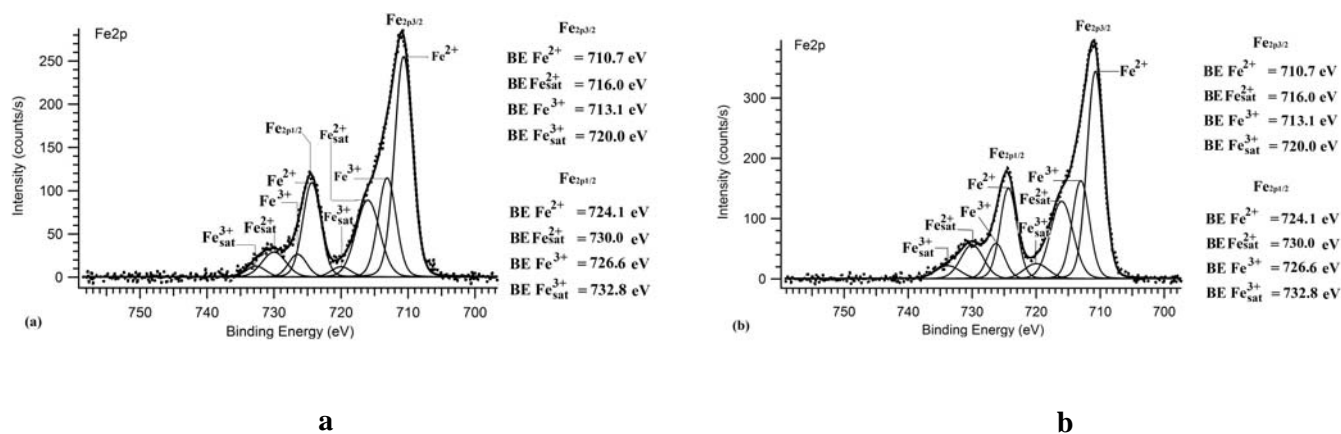 Fe2p
Fe2p3/2
Fe2+
Fe2p1/2
Fe2+sat
Fe3+
Fe2+
Fe3+
Fe3+sat
Fe2+sat
Fe3+sat
Intensity (counts/s)
250
200
150
100
50
0
750
740
730
720
710
700
Binding Energy (eV)
(a)
Fe2p3/2
BE Fe2+ = 710.7 eV
BE Fe2+sat = 716.0 eV
BE Fe3+ = 713.1 eV
BE Fe3+sat = 720.0 eV
Fe2p1/2
BE Fe2+ = 724.1 eV
BE Fe2+sat = 730.0 eV
BE Fe3+ = 726.6 eV
BE Fe3+sat = 732.8 eV
a
Fe2p
Fe2p3/2
Fe2+
Fe2p1/2
Fe2+
Fe3+
Fe2+sat
Fe3+
Fe2+sat
Fe3+sat
Fe3+sat
Intensity (counts/s)
300
200
100
0
750
740
730
720
710
700
Binding Energy (eV)
(b)
Fe2p3/2
BE Fe2+ = 710.7 eV
BE Fe2+sat = 716.0 eV
BE Fe3+ = 713.1 eV
BE Fe3+sat = 720.0 eV
Fe2p1/2
BE Fe2+ = 724.1 eV
BE Fe2+sat = 730.0 eV
BE Fe3+ = 726.6 eV
BE Fe3+sat = 732.8 eV
b